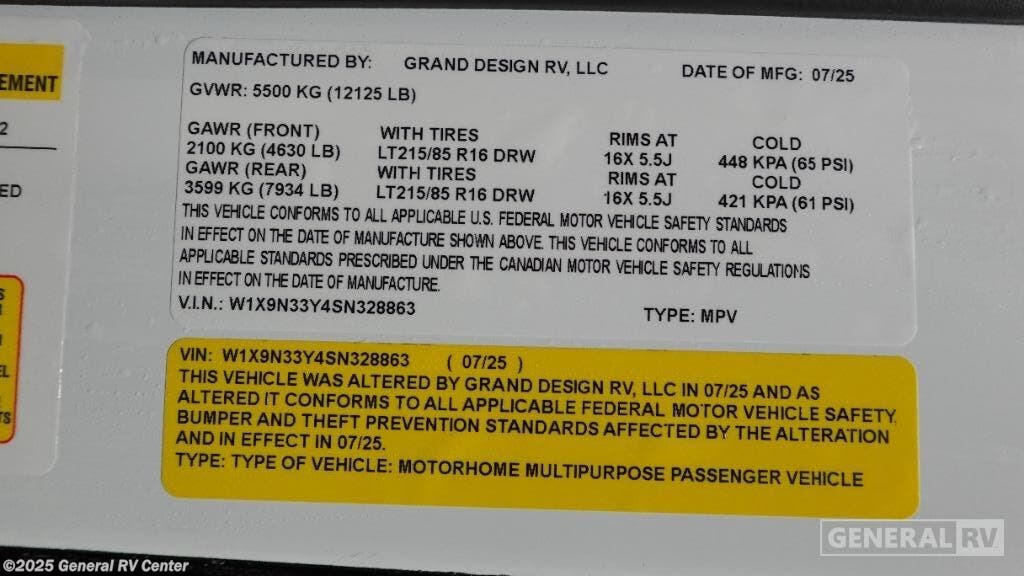 EMENT
2
ED
MANUFACTURED BY: GRAND DESIGN RV, LLC DATE OF MFG: 07/25
GVWR: 5500 KG (12125 LB)
GAWR (FRONT) WITH TIRES RIMS AT COLD
2100 KG (4630 LB) LT215/85 R16 DRW 16X 5.5J 448 KPA (65 PSI)
GAWR (REAR) WITH TIRES RIMS AT COLD
3599 KG (7934 LB) LT215/85 R16 DRW 16X 5.5J 421 KPA (61 PSI)
THIS VEHICLE CONFORMS TO ALL APPLICABLE U.S. FEDERAL MOTOR VEHICLE SAFETY STANDARDS
IN EFFECT ON THE DATE OF MANUFACTURE SHOWN ABOVE. THIS VEHICLE CONFORMS TO ALL
APPLICABLE STANDARDS PRESCRIBED UNDER THE CANADIAN MOTOR VEHICLE SAFETY REGULATIONS
IN EFFECT ON THE DATE OF MANUFACTURE.
V.I.N.: W1X9N33Y4SN328863 TYPE: MPV
VIN: W1X9N33Y4SN328863 ( 07/25 )
THIS VEHICLE WAS ALTERED BY GRAND DESIGN RV, LLC IN 07/25 AND AS
ALTERED IT CONFORMS TO ALL APPLICABLE FEDERAL MOTOR VEHICLE SAFETY,
BUMPER AND THEFT PREVENTION STANDARDS AFFECTED BY THE ALTERATION
AND IN EFFECT IN 07/25.
TYPE: TYPE OF VEHICLE: MOTORHOME MULTIPURPOSE PASSENGER VEHICLE
GENERAL RV
©2025 General RV Center